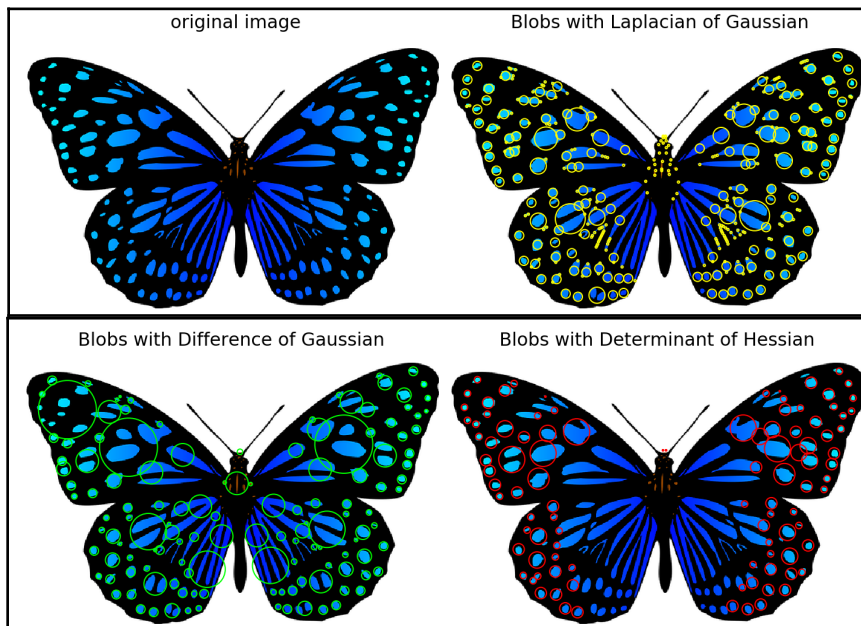 original image
Blobs with Laplacian of Gaussian
Blobs with Difference of Gaussian
Blobs with Determinant of Hessian